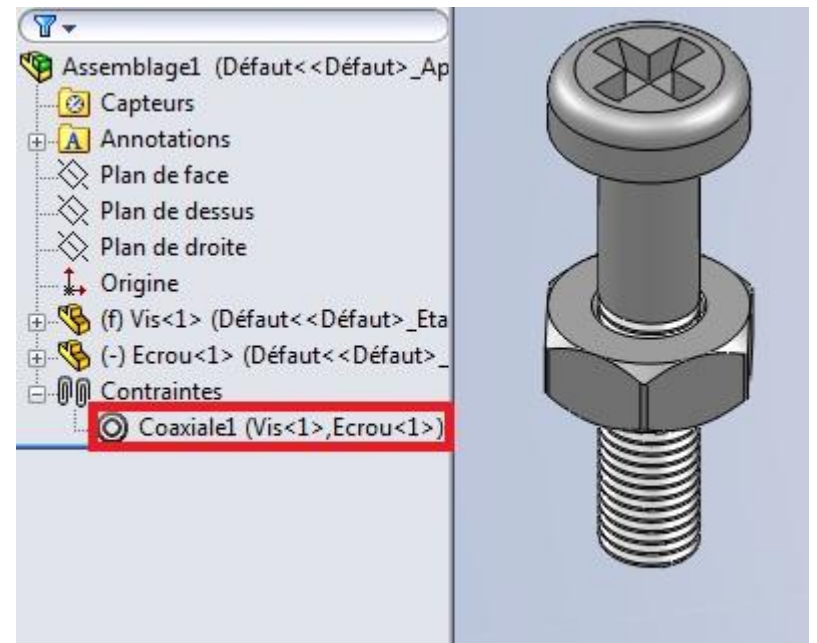 Assemblage1 (Défaut<<Défaut>_Ap
Capteurs
A Annotations
Plan de face
Plan de dessus
Plan de droite
Origine
(f) Vis<1> (Défaut<<Défaut>_Eta
(-) Ecrou<1> (Défaut<<Défaut>_
Contraintes
Coaxiale1 (Vis<1>,Ecrou<1>)